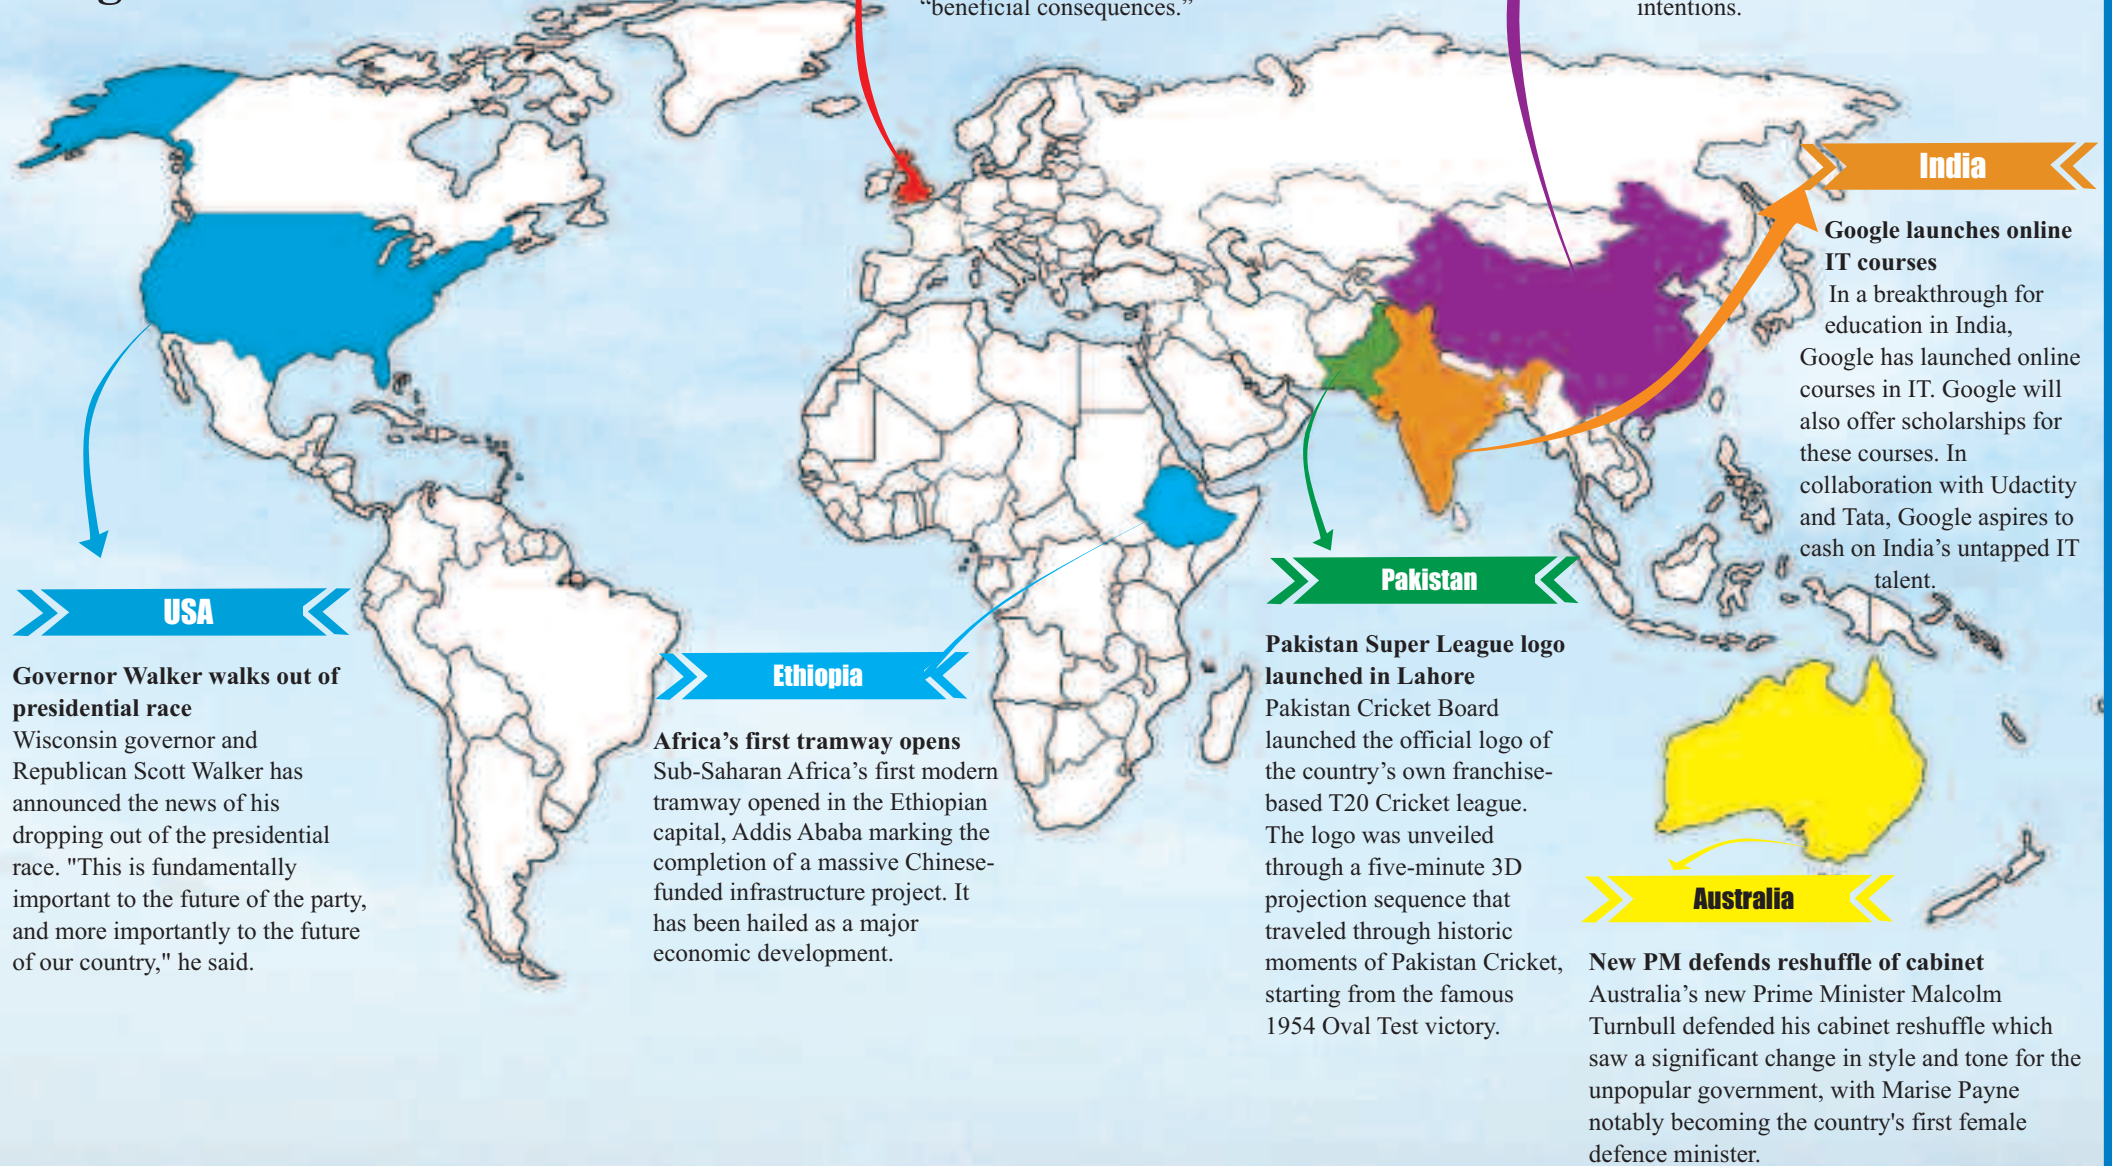 “beneficial consequences.”
intentions.
India
Google launches online
IT courses
In a breakthrough for
education in India,
Google has launched online
courses in IT. Google will
also offer scholarships for
these courses. In
collaboration with Udactity
and Tata, Google aspires to
cash on India’s untapped IT
talent.
USA
Governor Walker walks out of
presidential race
Wisconsin governor and
Republican Scott Walker has
announced the news of his
dropping out of the presidential
race. "This is fundamentally
important to the future of the party,
and more importantly to the future
of our country," he said.
Ethiopia
Africa’s first tramway opens
Sub-Saharan Africa’s first modern
tramway opened in the Ethiopian
capital, Addis Ababa marking the
completion of a massive Chinese-
funded infrastructure project. It
has been hailed as a major
economic development.
Pakistan
Pakistan Super League logo
launched in Lahore
Pakistan Cricket Board
launched the official logo of
the country’s own franchise-
based T20 Cricket league.
The logo was unveiled
through a five-minute 3D
projection sequence that
traveled through historic
moments of Pakistan Cricket,
starting from the famous
1954 Oval Test victory.
Australia
New PM defends reshuffle of cabinet
Australia’s new Prime Minister Malcolm
Turnbull defended his cabinet reshuffle which
saw a significant change in style and tone for the
unpopular government, with Marise Payne
notably becoming the country's first female
defence minister.